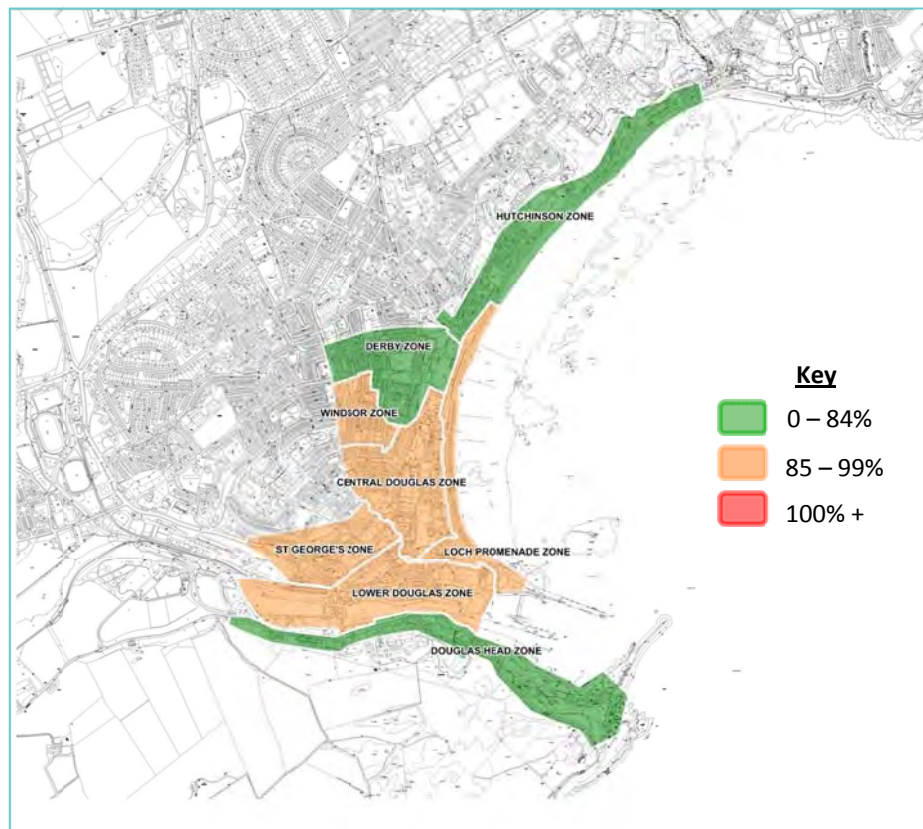 HUTCHINSON ZONE
DERBY ZONE
WINDSOR ZONE
CENTRAL DOUGLAS ZONE
ST GEORGE'S ZONE
LOCH PROMENADE ZONE
LOWER DOUGLAS ZONE
DOUGLAS HEAD ZONE
Key
0 – 84%
85 – 99%
100% +